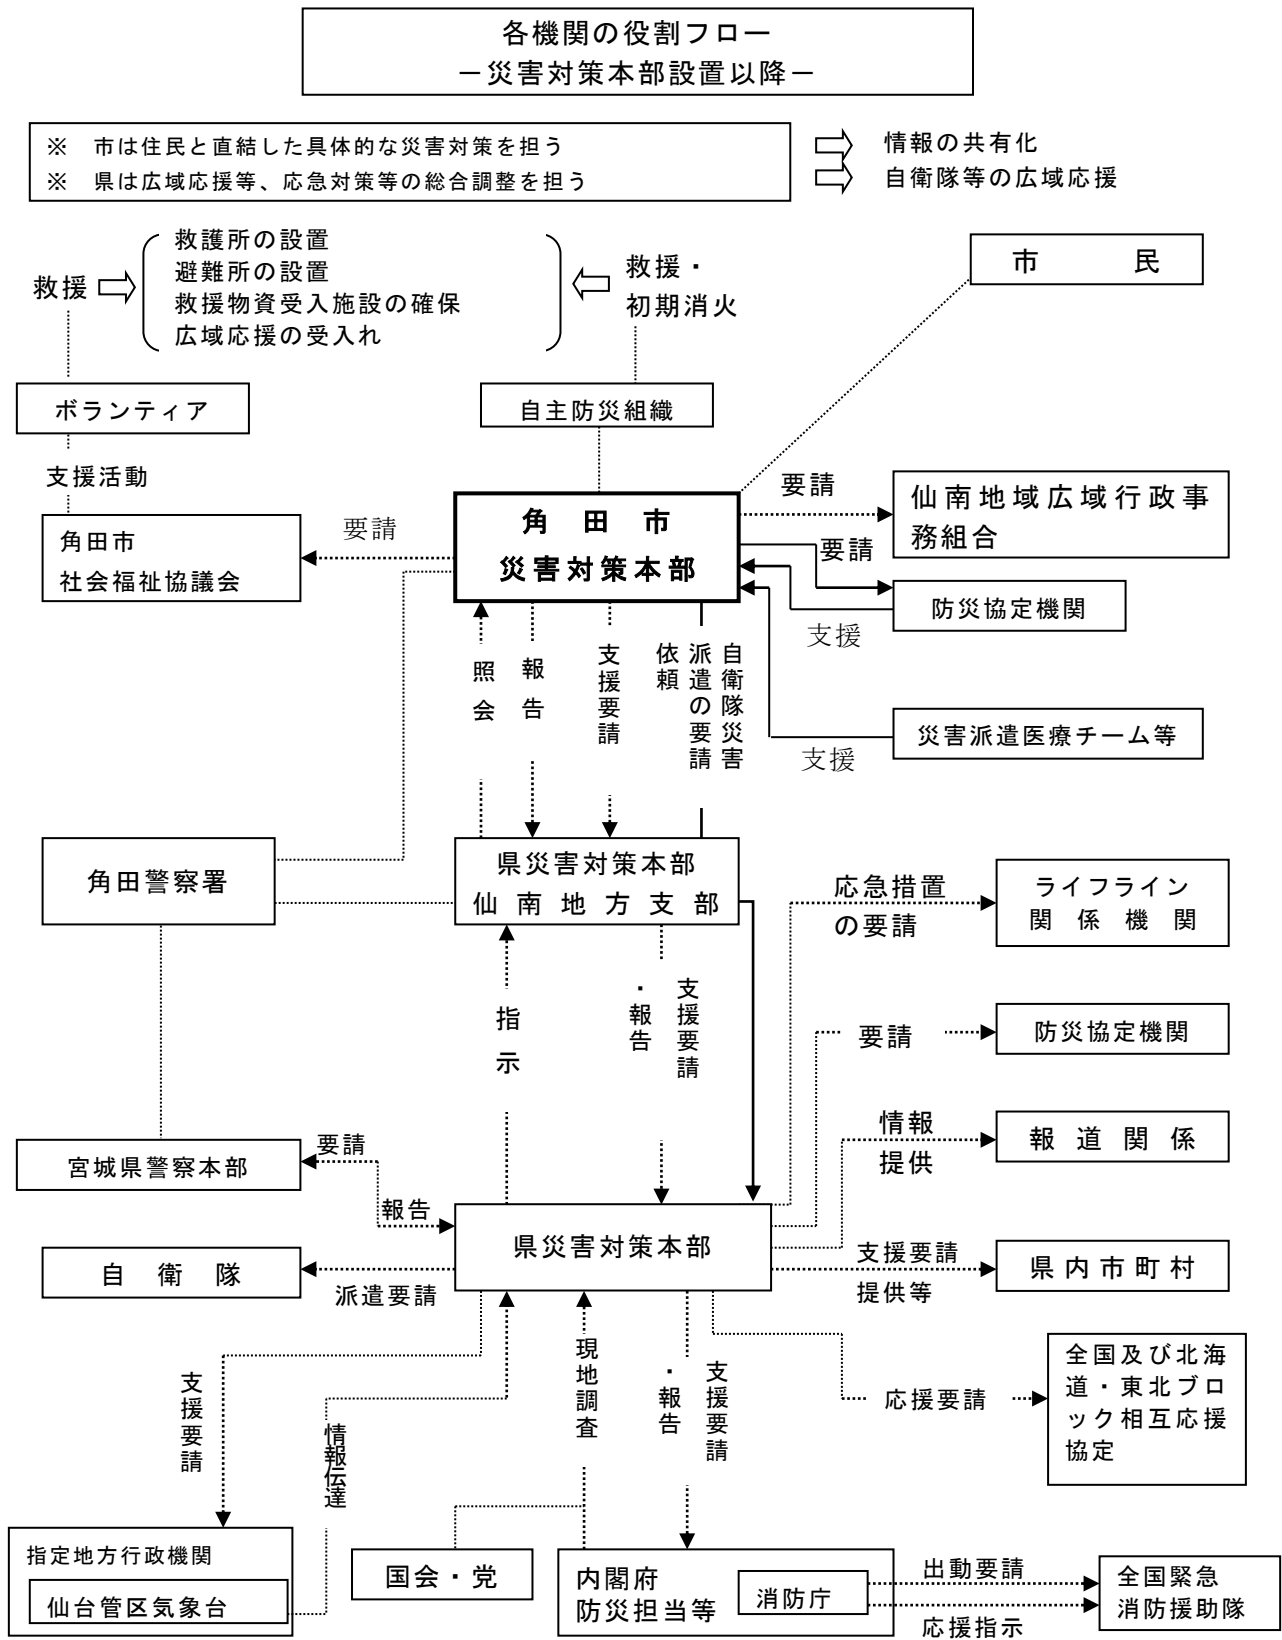 各機関の役割フロー
－災害対策本部設置以降－
※　市は住民と直結した具体的な災害対策を担う
※　県は広域応援等、応急対策等の総合調整を担う
情報の共有化
自衛隊等の広域応援
救援
救護所の設置
避難所の設置
救援物資受入施設の確保
広域応援の受入れ
救援・
初期消火
市　　民
ボランティア
自主防災組織
支援活動
角田市
社会福祉協議会
要請
角　田　市
災害対策本部
要請
仙南地域広域行政事
務組合
要請
防災協定機関
支援
災害派遣医療チーム等
支援
照会
報告
支援要請
自衛隊災害
派遣の要請
依頼
角田警察署
県災害対策本部
仙南地方支部
応急措置
の要請
ライフライン
関係機関
指示
支援要請
・報告
要請
防災協定機関
情報
提供
報道関係
宮城県警察本部
要請
報告
県災害対策本部
自衛隊
派遣要請
支援要請
提供等
県内市町村
支援要請
情報伝達
現地調査
支援要請
・報告
応援要請
全国及び北海
道・東北ブロ
ック相互応援
協定
指定地方行政機関
仙台管区気象台
国会・党
内閣府
防災担当等
消防庁
出動要請
応援指示
全国緊急
消防援助隊